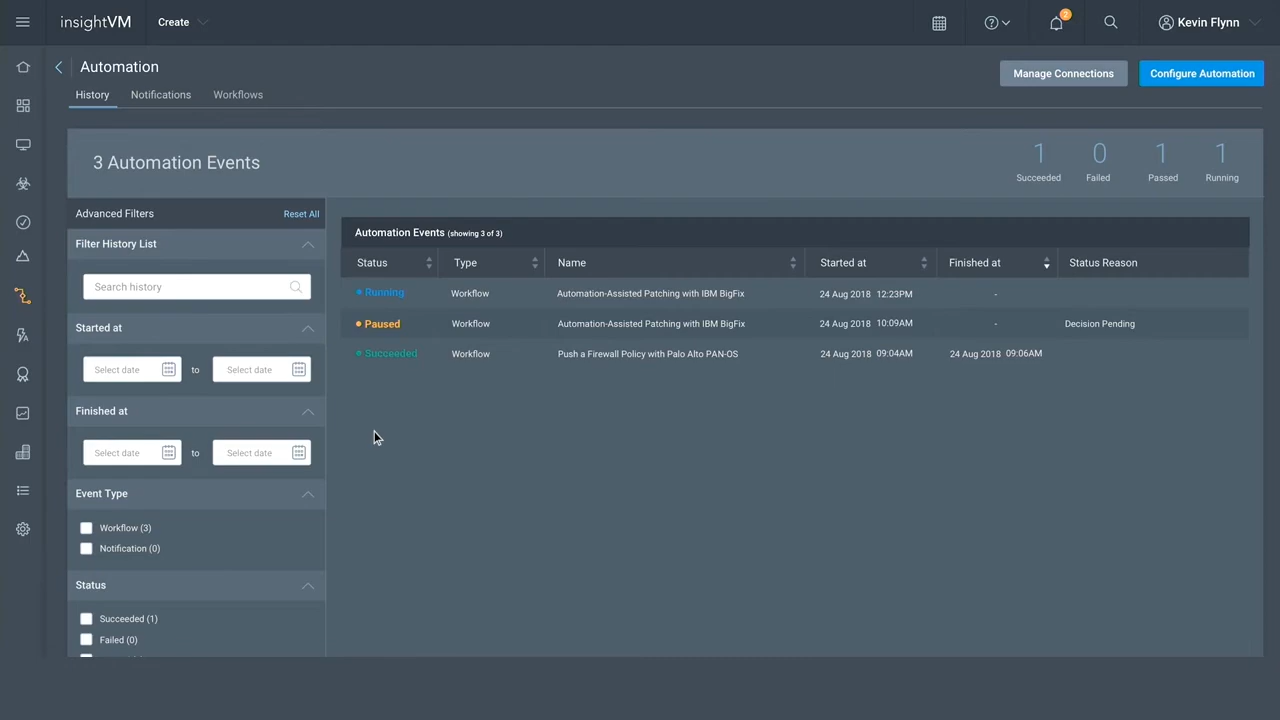 insightVM Create 2 Kevin Flynn
Automation Manage Connections Configure Automation
History Notifications Workflows
3 Automation Events
1 0 1 1
Succeeded Failed Passed Running
Advanced Filters Reset All
Filter History List
Search history
Started at
Select date to Select date
Finished at
Select date to Select date
Event Type
Workflow (3)
Notification (0)
Status
Succeeded (1)
Failed (0)
Automation Events (showing 3 of 3)
Status Type Name Started at Finished at Status Reason
Running Workflow Automation-Assisted Patching with IBM BigFix 24 Aug 2018 12:23PM -
Paused Workflow Automation-Assisted Patching with IBM BigFix 24 Aug 2018 10:09AM - Decision Pending
Succeeded Workflow Push a Firewall Policy with Palo Alto PAN-OS 24 Aug 2018 09:04AM 24 Aug 2018 09:06AM